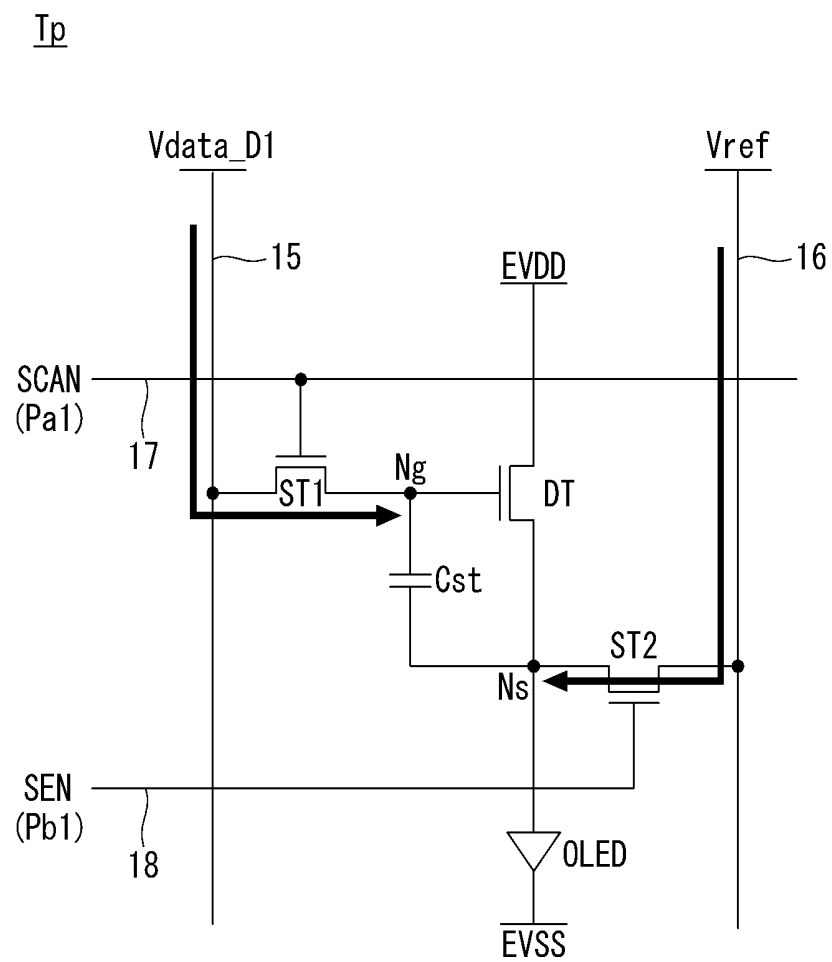 Tp
Vdata_D1
Vref
15
16
EVDD
SCAN
(Pa1)
17
Ng
ST1
DT
Cst
ST2
Ns
SEN
(Pb1)
18
OLED
EVSS